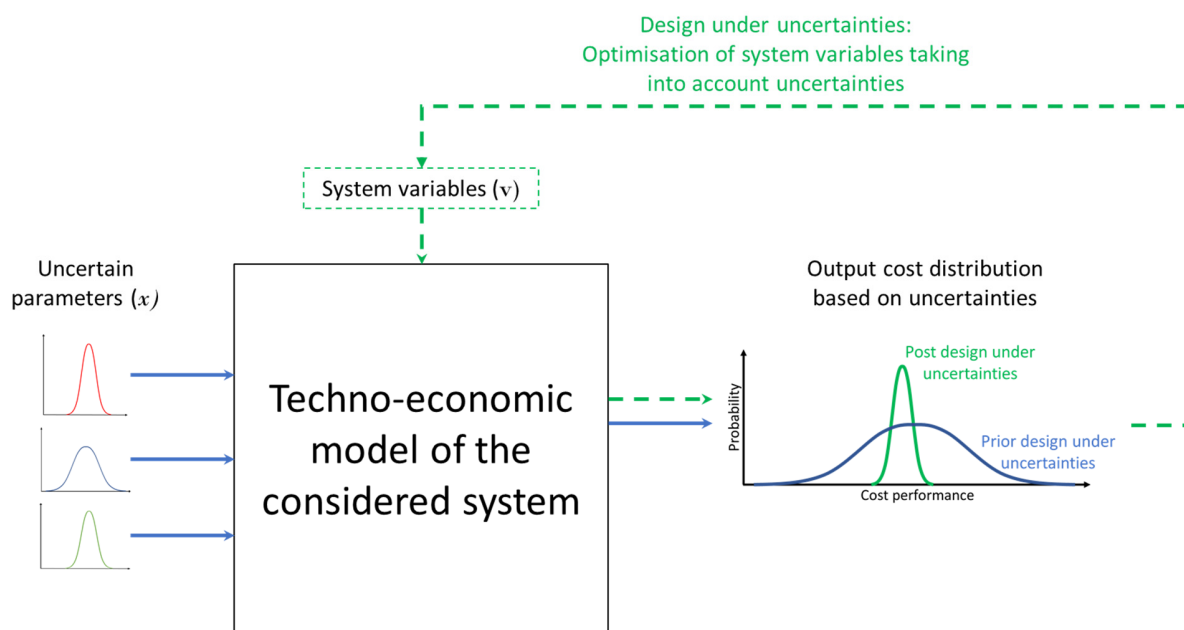 Design under uncertainties:
Optimisation of system variables taking
into account uncertainties
System variables (v)
Uncertain
parameters (x)
Techno-economic
model of the
considered system
Output cost distribution
based on uncertainties
Post design under
uncertainties
Probability
Prior design under
uncertainties
Cost performance